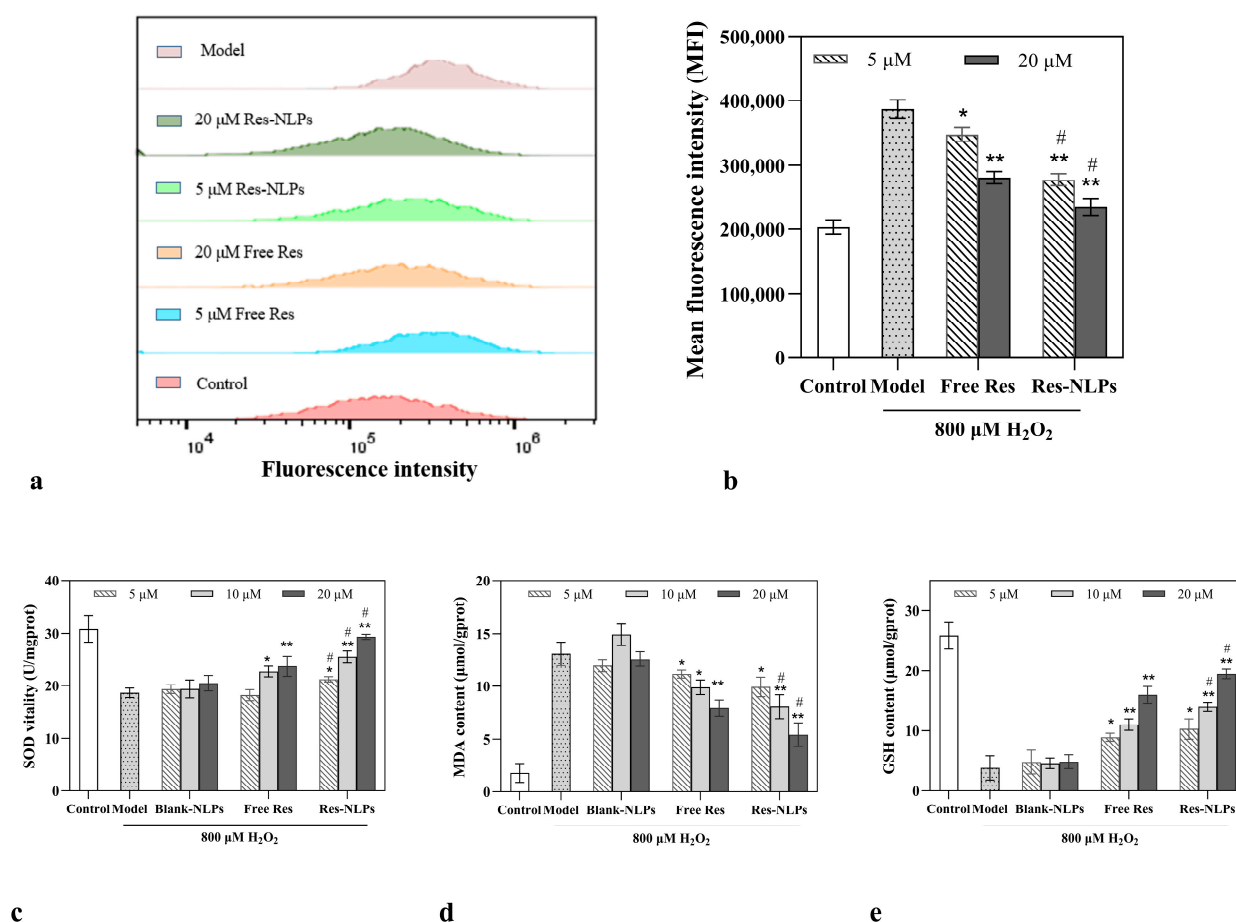 Model
20 μM Res-NLPs
5 μM Res-NLPs
20 μM Free Res
5 μM Free Res
Control
10⁴ 10⁵ 10⁶
Fluorescence intensity
a
Mean fluorescence intensity (MFI)
500,000
400,000
300,000
200,000
100,000
0
5 μM 20 μM
*
**
#
**
#
**
Control Model Free Res Res-NLPs
800 μM H₂O₂
b
SOD vitality (U/mgprot)
40
30
20
10
0
5 μM 10 μM 20 μM
*
**
#
*
#
**
#
**
Control Model Blank-NLPs Free Res Res-NLPs
800 μM H₂O₂
c
MDA content (μmol/gprot)
20
15
10
5
0
5 μM 10 μM 20 μM
*
*
**
*
#
**
#
**
Control Model Blank-NLPs Free Res Res-NLPs
800 μM H₂O₂
d
GSH content (μmol/gprot)
30
20
10
0
5 μM 10 μM 20 μM
*
**
**
*
#
**
#
**
Control Model Blank-NLPs Free Res Res-NLPs
800 μM H₂O₂
e